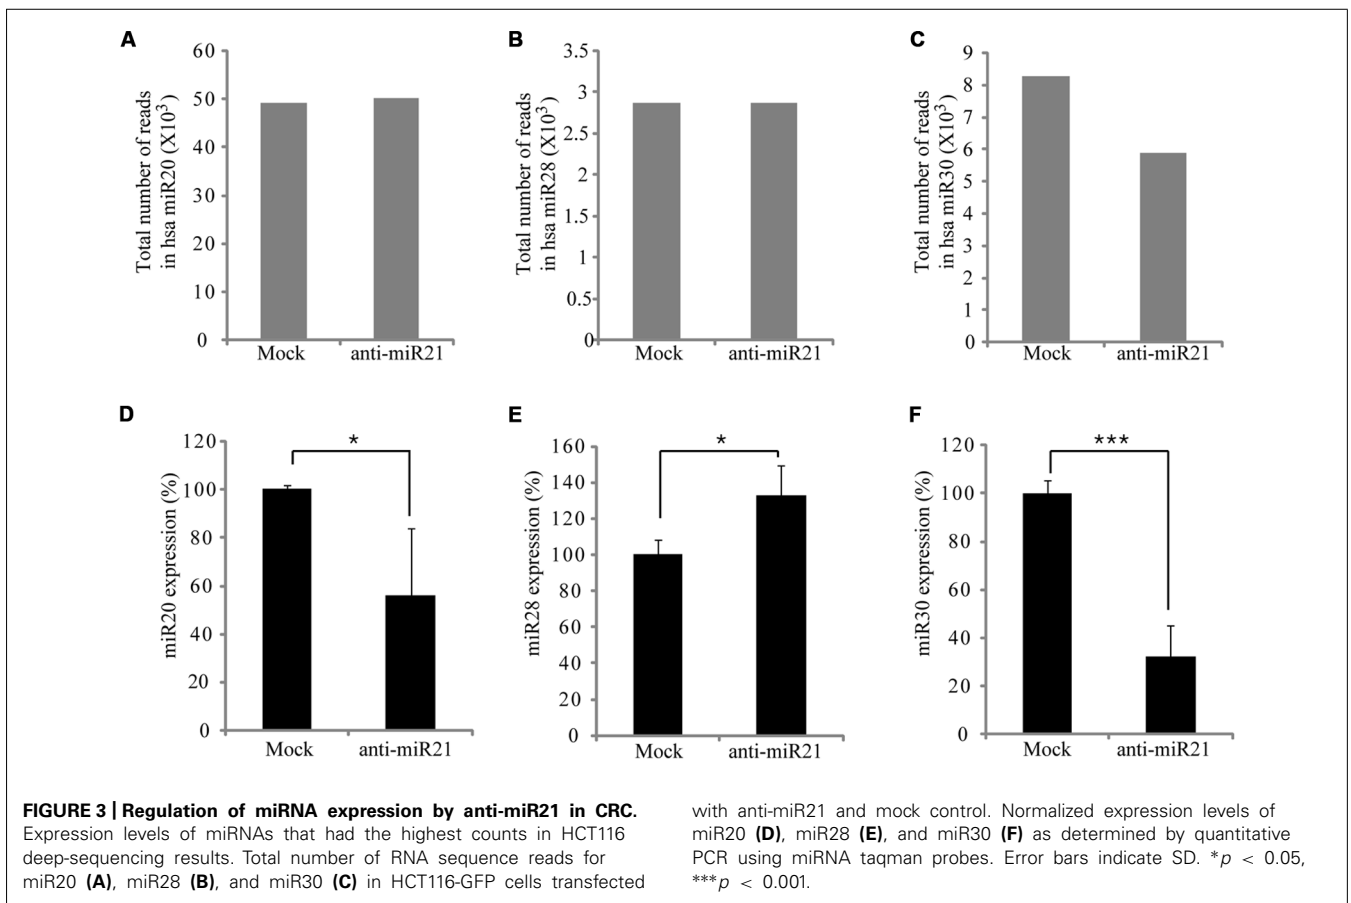 A
Total number of reads
in hsa miR20 (X10³)
60
50
40
30
20
10
0
Mock
anti-miR21
B
Total number of reads
in hsa miR28 (X10³)
3.5
3
2.5
2
1.5
1
0.5
0
Mock
anti-miR21
C
Total number of reads
in hsa miR30 (X10³)
9
8
7
6
5
4
3
2
1
0
Mock
anti-miR21
D
miR20 expression (%)
120
100
80
60
40
20
0
*
Mock
anti-miR21
E
miR28 expression (%)
160
140
120
100
80
60
40
20
0
*
Mock
anti-miR21
F
miR30 expression (%)
120
100
80
60
40
20
0
***
Mock
anti-miR21
FIGURE 3 | Regulation of miRNA expression by anti-miR21 in CRC.
Expression levels of miRNAs that had the highest counts in HCT116
deep-sequencing results. Total number of RNA sequence reads for
miR20 (A), miR28 (B), and miR30 (C) in HCT116-GFP cells transfected
with anti-miR21 and mock control. Normalized expression levels of
miR20 (D), miR28 (E), and miR30 (F) as determined by quantitative
PCR using miRNA taqman probes. Error bars indicate SD. *p < 0.05,
***p < 0.001.